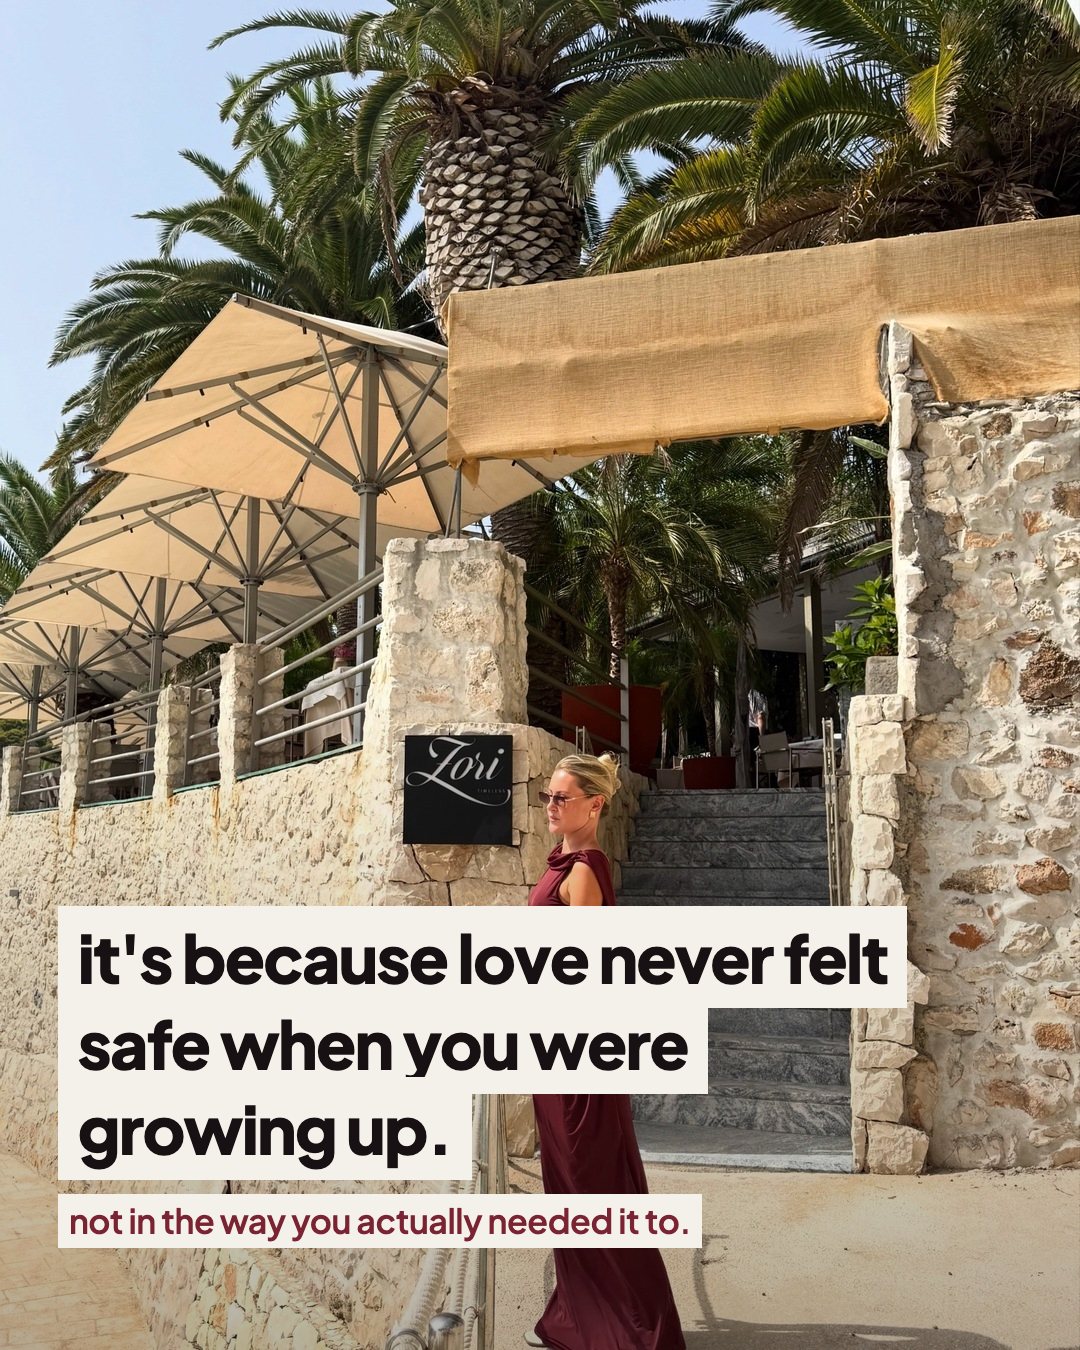 Zori
TIMELESS
it's because love never felt
safe when you were
growing up.
not in the way you actually needed it to.